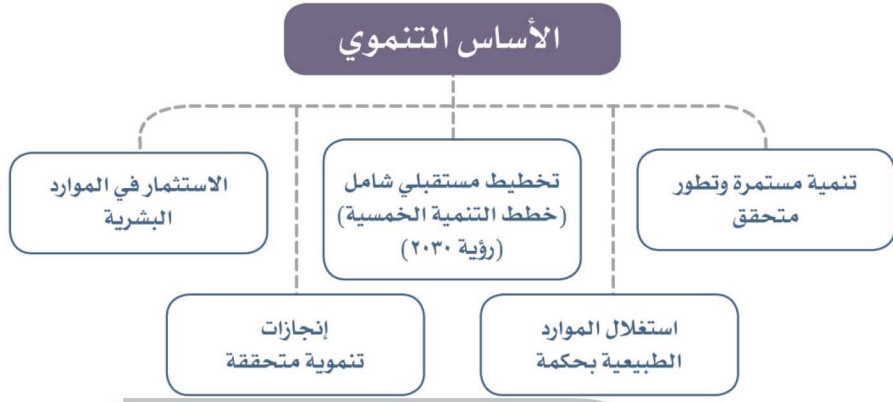 الأساس التنموي
تنمية مستمرة وتطور
متحقق
تخطيط مستقبلي شامل
(خطط التنمية الخمسية)
(رؤية ٢٠٣٠)
الاستثمار في الموارد
البشرية
استغلال الموارد
الطبيعية بحكمة
إنجازات
تنموية متحققة